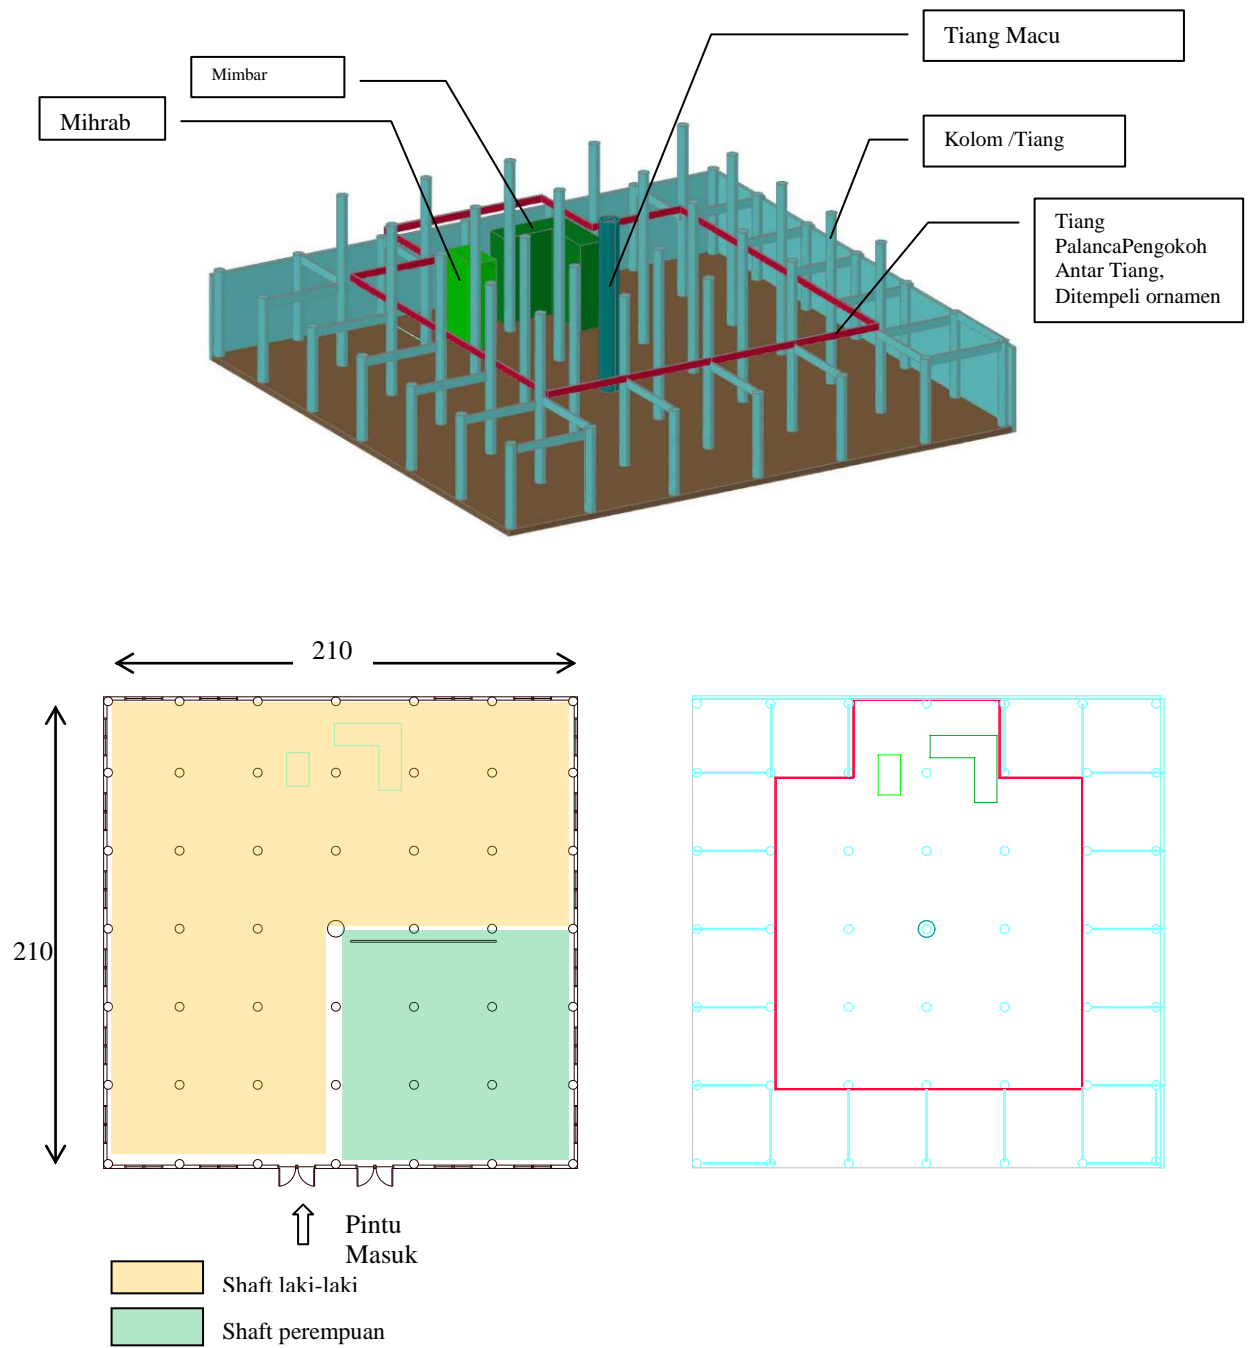 Tiang Macu
Mimbar
Mihrab
Kolom /Tiang
Tiang
PalancaPengokoh
Antar Tiang,
Ditempeli ornamen
210
210
Pintu
Masuk
Shaft laki-laki
Shaft perempuan